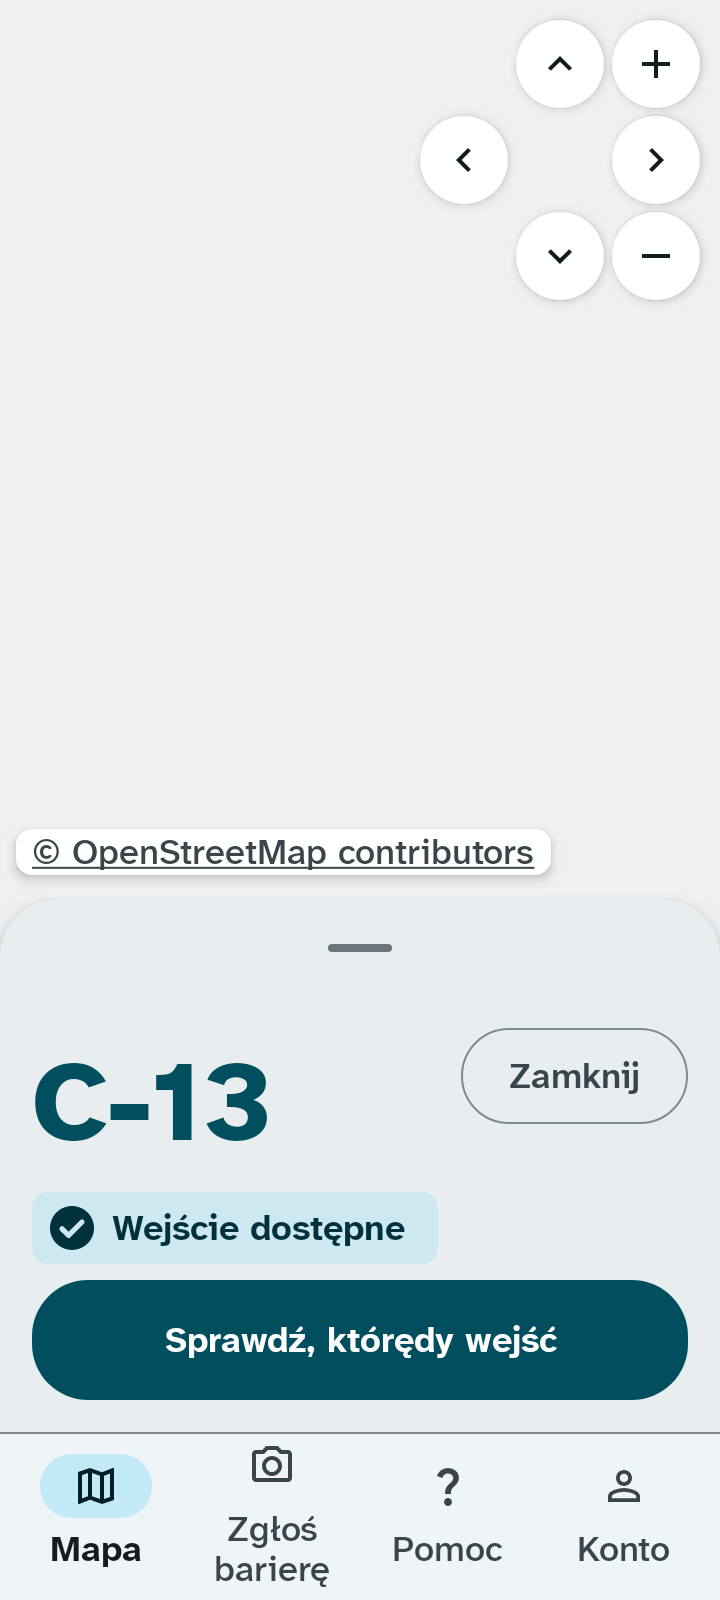 © OpenStreetMap contributors
C-13
Zamknij
Wejście dostępne
Sprawdź, którędy wejść
Mapa
Zgłoś
barierę
Pomoc
Konto